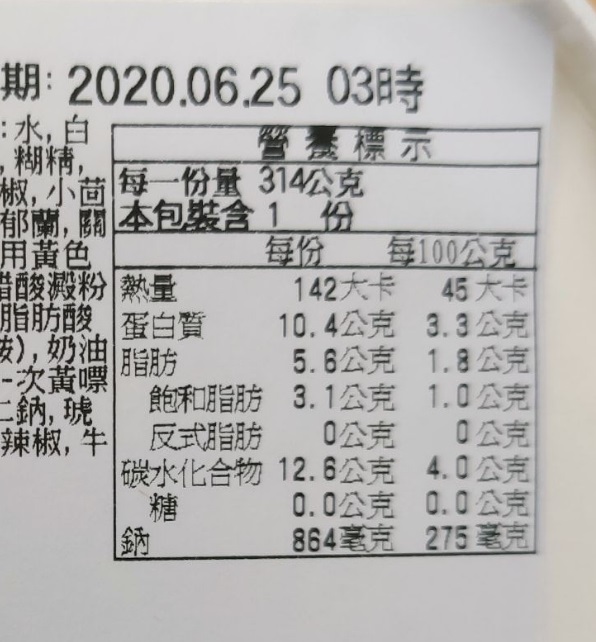 期: 2020.06.25 03時
: 水, 白
, 糊精,
椒, 小茴
郁蘭, 關
用黃色
醋酸澱粉
脂肪酸
铵), 奶油
-次黃嘌
二鈉, 琥
辣椒, 牛
營養標示
每一份量 314公克
本包裝含 1 份
每份 每100公克
熱量 142大卡 45大卡
蛋白質 10.4公克 3.3公克
脂肪 5.6公克 1.8公克
飽和脂肪 3.1公克 1.0公克
反式脂肪 0公克 0公克
碳水化合物 12.6公克 4.0公克
糖 0.0公克 0.0公克
鈉 864毫克 275毫克